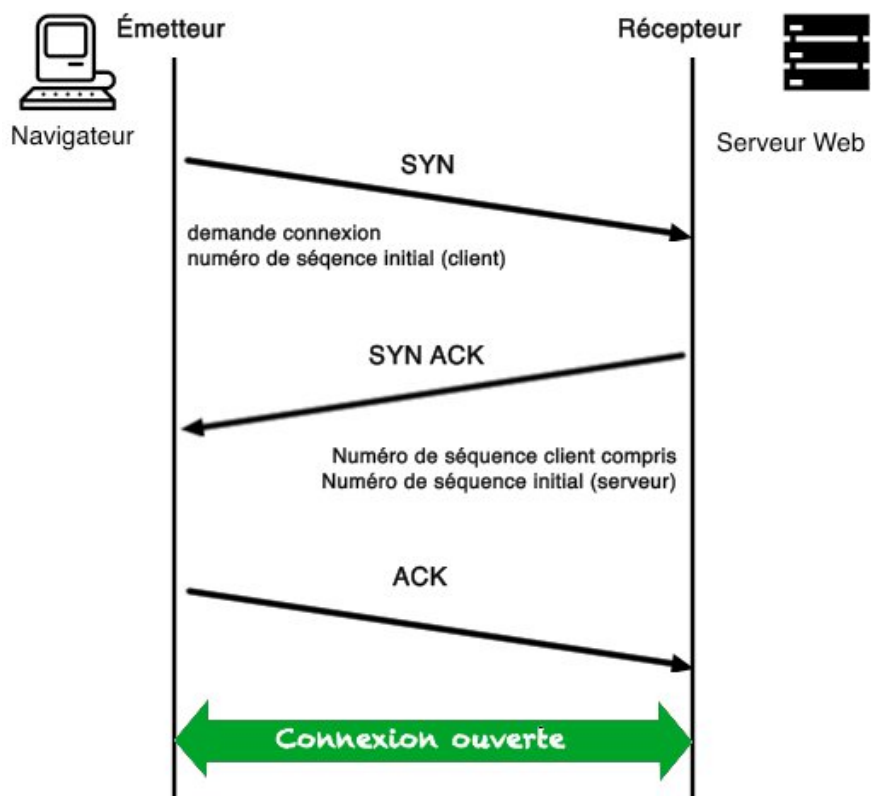 Émetteur
Récepteur
Navigateur
Serveur Web
SYN
demande connexion
numéro de séqence initial (client)
SYN ACK
Numéro de séquence client compris
Numéro de séquence initial (serveur)
ACK
Connexion ouverte